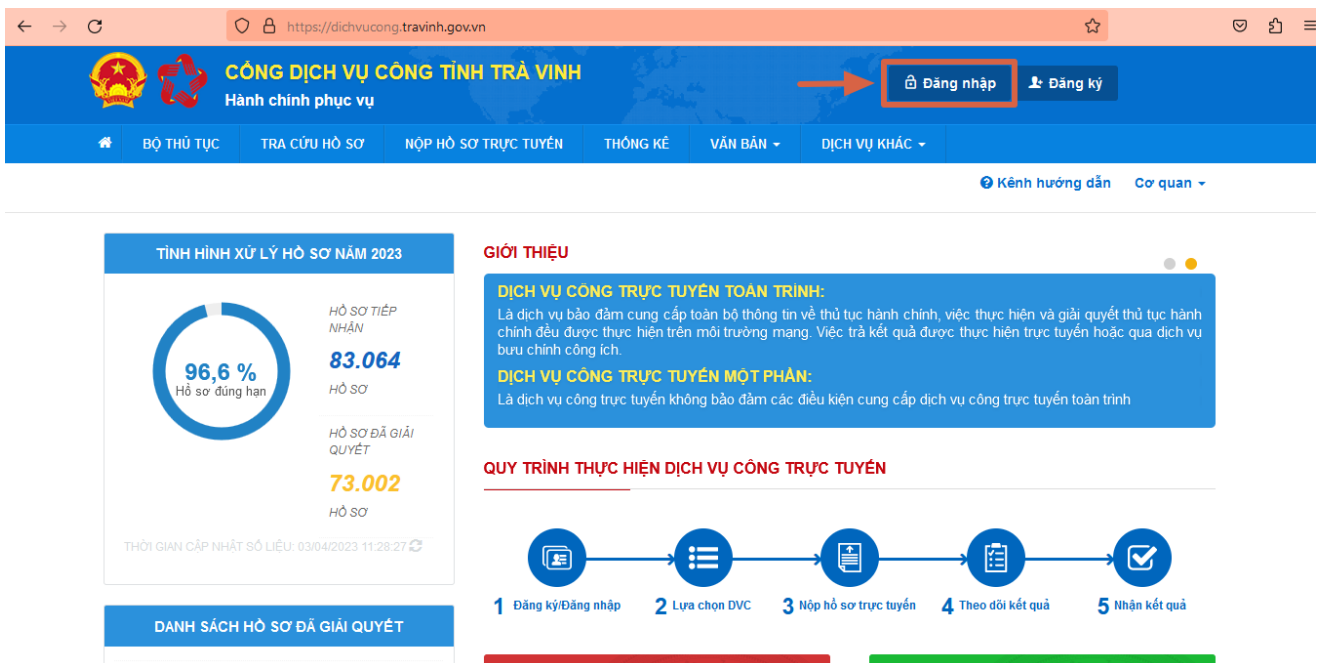 https://dichvucong.travinh.gov.vn
CỔNG DỊCH VỤ CÔNG TỈNH TRÀ VINH
Hành chính phục vụ
Đăng nhập
Đăng ký
BỘ THỦ TỤC
TRA CỨU HỒ SƠ
NỘP HỒ SƠ TRỰC TUYẾN
THỐNG KÊ
VĂN BẢN
DỊCH VỤ KHÁC
Kênh hướng dẫn
Cơ quan
TÌNH HÌNH XỬ LÝ HỒ SƠ NĂM 2023
96,6 %
Hồ sơ đúng hạn
HỒ SƠ TIẾP
NHẬN
83.064
HỒ SƠ
HỒ SƠ ĐÃ GIẢI
QUYẾT
73.002
HỒ SƠ
THỜI GIAN CẬP NHẬT SỐ LIỆU: 03/04/2023 11:28:27
DANH SÁCH HỒ SƠ ĐÃ GIẢI QUYẾT
GIỚI THIỆU
DỊCH VỤ CÔNG TRỰC TUYẾN TOÀN TRÌNH:
Là dịch vụ bảo đảm cung cấp toàn bộ thông tin về thủ tục hành chính, việc thực hiện và giải quyết thủ tục hành
chính đều được thực hiện trên môi trường mạng. Việc trả kết quả được thực hiện trực tuyến hoặc qua dịch vụ
bưu chính công ích.
DỊCH VỤ CÔNG TRỰC TUYẾN MỘT PHẦN:
Là dịch vụ công trực tuyến không bảo đảm các điều kiện cung cấp dịch vụ công trực tuyến toàn trình
QUY TRÌNH THỰC HIỆN DỊCH VỤ CÔNG TRỰC TUYẾN
1 Đăng ký/Đăng nhập
2 Lựa chọn DVC
3 Nộp hồ sơ trực tuyến
4 Theo dõi kết quả
5 Nhận kết quả